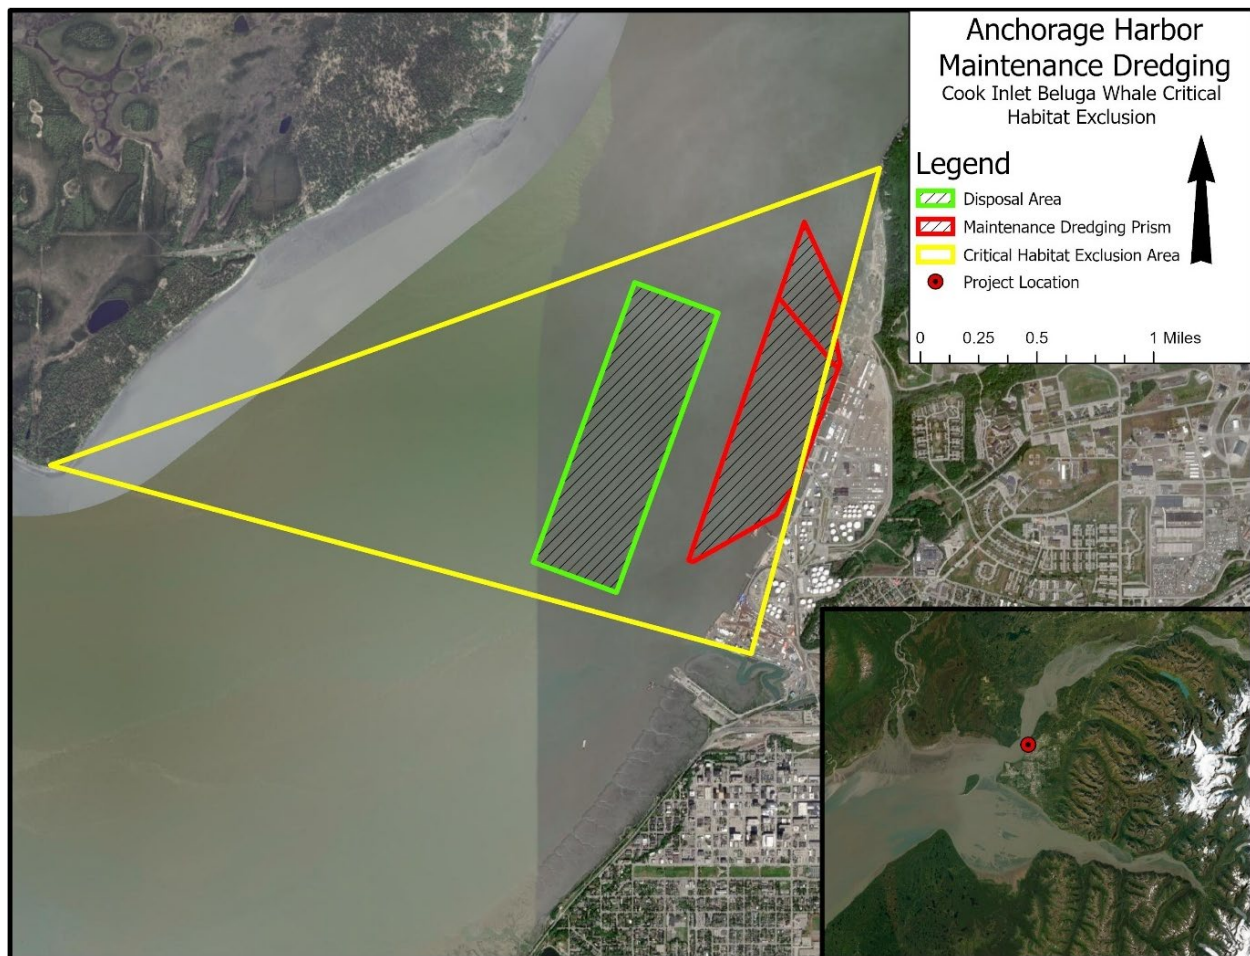 Anchorage Harbor
Maintenance Dredging
Cook Inlet Beluga Whale Critical
Habitat Exclusion
Legend
Disposal Area
Maintenance Dredging Prism
Critical Habitat Exclusion Area
Project Location
0 0.25 0.5 1 Miles